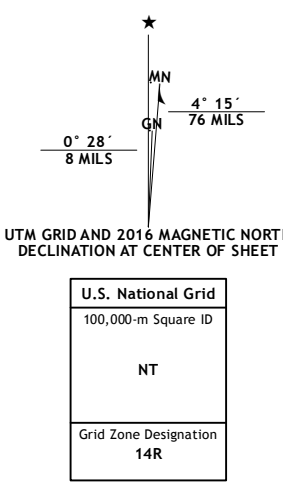 ★
MN
4° 15´
76 MILS
GN
0° 28´
8 MILS
UTM GRID AND 2016 MAGNETIC NORTH
DECLINATION AT CENTER OF SHEET
U.S. National Grid
100,000-m Square ID
NT
Grid Zone Designation
14R